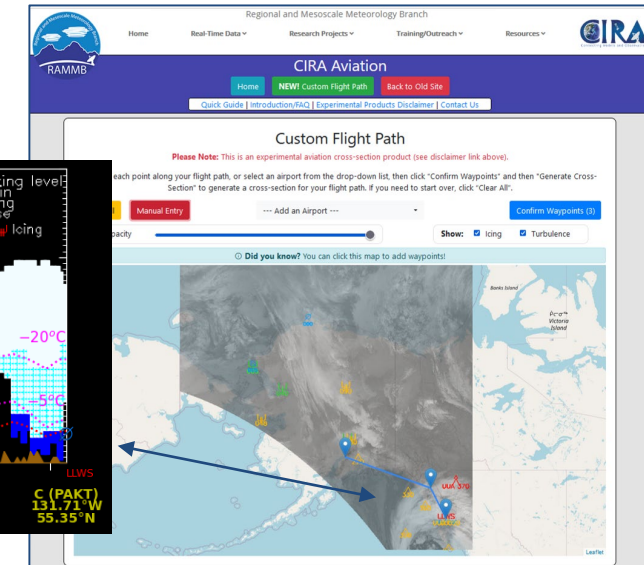 Regional and Mesoscale Meteorology Branch
Home Real-Time Data Research Projects Training/Outreach Resources
RAMMB
CIRA
CIRA Aviation
Home NEW! Custom Flight Path Back to Old Site
Quick Guide | Introduction/FAQ | Experimental Products Disclaimer | Contact Us
Custom Flight Path
Please Note: This is an experimental aviation cross-section product (see disclaimer link above).
each point along your flight path, or select an airport from the drop-down list, then click "Confirm Waypoints" and then "Generate Cross-
Section" to generate a cross-section for your flight path. If you need to start over, click "Clear All".
Manual Entry --- Add an Airport --- Confirm Waypoints (3)
Show: Icing Turbulence
Did you know? You can click this map to add waypoints!
Banks Island
Victoria
Island
UUA 370
LLWS
Leaflet
ing level
Icing
-20°C
-5°C
LLWS
C (PAKT)
131.71°W
55.35°N